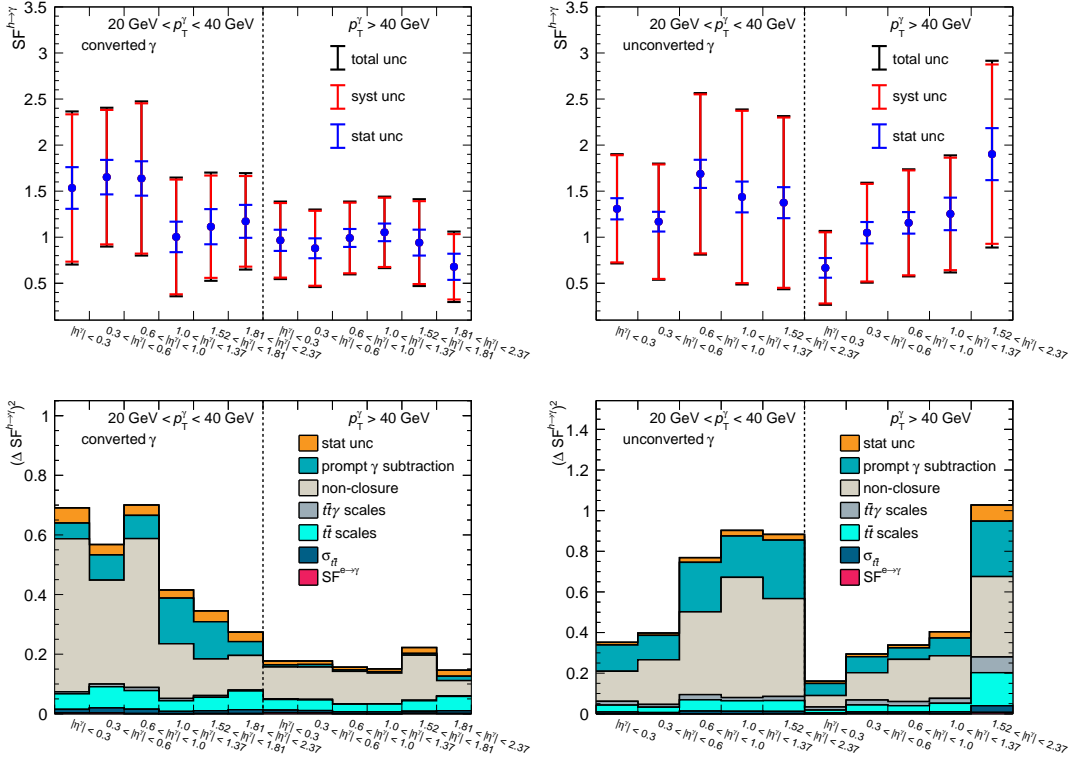 3.5
3
2.5
2
1.5
1
0.5
SF^{h→γ}
20 GeV < p_T^γ < 40 GeV
p_T^γ > 40 GeV
converted γ
total unc
syst unc
stat unc
|η^γ| < 0.3
0.3 < |η^γ| < 0.6
0.6 < |η^γ| < 1.0
1.0 < |η^γ| < 1.37
1.52 < |η^γ| < 1.81
1.81 < |η^γ| < 2.37
|η^γ| < 0.3
0.3 < |η^γ| < 0.6
0.6 < |η^γ| < 1.0
1.0 < |η^γ| < 1.37
1.52 < |η^γ| < 1.81
1.81 < |η^γ| < 2.37
3.5
3
2.5
2
1.5
1
0.5
SF^{h→γ}
20 GeV < p_T^γ < 40 GeV
p_T^γ > 40 GeV
unconverted γ
total unc
syst unc
stat unc
|η^γ| < 0.3
0.3 < |η^γ| < 0.6
0.6 < |η^γ| < 1.0
1.0 < |η^γ| < 1.37
1.52 < |η^γ| < 2.37
|η^γ| < 0.3
0.3 < |η^γ| < 0.6
0.6 < |η^γ| < 1.0
1.0 < |η^γ| < 1.37
1.52 < |η^γ| < 2.37
1
0.8
0.6
0.4
0.2
0
(Δ SF^{h→γ})²
20 GeV < p_T^γ < 40 GeV
p_T^γ > 40 GeV
converted γ
stat unc
prompt γ subtraction
non-closure
tt̄γ scales
tt̄ scales
σ_{tt̄}
SF^{e→γ}
|η^γ| < 0.3
0.3 < |η^γ| < 0.6
0.6 < |η^γ| < 1.0
1.0 < |η^γ| < 1.37
1.52 < |η^γ| < 1.81
1.81 < |η^γ| < 2.37
|η^γ| < 0.3
0.3 < |η^γ| < 0.6
0.6 < |η^γ| < 1.0
1.0 < |η^γ| < 1.37
1.52 < |η^γ| < 1.81
1.81 < |η^γ| < 2.37
1.4
1.2
1
0.8
0.6
0.4
0.2
0
(Δ SF^{h→γ})²
20 GeV < p_T^γ < 40 GeV
p_T^γ > 40 GeV
unconverted γ
stat unc
prompt γ subtraction
non-closure
tt̄γ scales
tt̄ scales
σ_{tt̄}
SF^{e→γ}
|η^γ| < 0.3
0.3 < |η^γ| < 0.6
0.6 < |η^γ| < 1.0
1.0 < |η^γ| < 1.37
1.52 < |η^γ| < 2.37
|η^γ| < 0.3
0.3 < |η^γ| < 0.6
0.6 < |η^γ| < 1.0
1.0 < |η^γ| < 1.37
1.52 < |η^γ| < 2.37